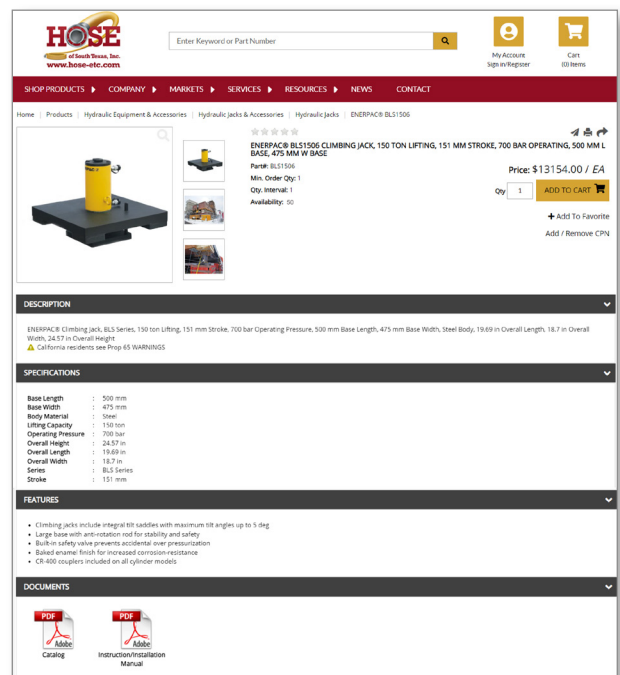 HOSE
of South Texas, Inc.
www.hose-etc.com
Enter Keyword or Part Number
My Account
Sign in/Register
Cart
(0) Items
SHOP PRODUCTS COMPANY MARKETS SERVICES RESOURCES NEWS CONTACT
Home | Products | Hydraulic Equipment & Accessories | Hydraulic Jacks & Accessories | Hydraulic Jacks | ENERPAC® BLS1506
ENERPAC® BLS1506 CLIMBING JACK, 150 TON LIFTING, 151 MM STROKE, 700 BAR OPERATING, 500 MM L
BASE, 475 MM W BASE
Part#: BLS1506
Min. Order Qty: 1
Qty. Interval: 1
Availability: 50
Price: $13154.00 / EA
Qty 1 ADD TO CART
+ Add To Favorite
Add / Remove CPN
DESCRIPTION
ENERPAC® Climbing Jack, BLS Series, 150 ton Lifting, 151 mm Stroke, 700 bar Operating Pressure, 500 mm Base Length, 475 mm Base Width, Steel Body, 19.69 in Overall Length, 18.7 in Overall
Width, 24.57 in Overall Height
California residents see Prop 65 WARNINGS
SPECIFICATIONS
Base Length : 500 mm
Base Width : 475 mm
Body Material : Steel
Lifting Capacity : 150 ton
Operating Pressure : 700 bar
Overall Height : 24.57 in
Overall Length : 19.69 in
Overall Width : 18.7 in
Series : BLS Series
Stroke : 151 mm
FEATURES
• Climbing jacks include integral tilt saddles with maximum tilt angles up to 5 deg
• Large base with anti-rotation rod for stability and safety
• Built-in safety valve prevents accidental over pressurization
• Baked enamel finish for increased corrosion-resistance
• CR-400 couplers included on all cylinder models
DOCUMENTS
PDF
Adobe
Catalog
PDF
Adobe
Instruction/Installation
Manual